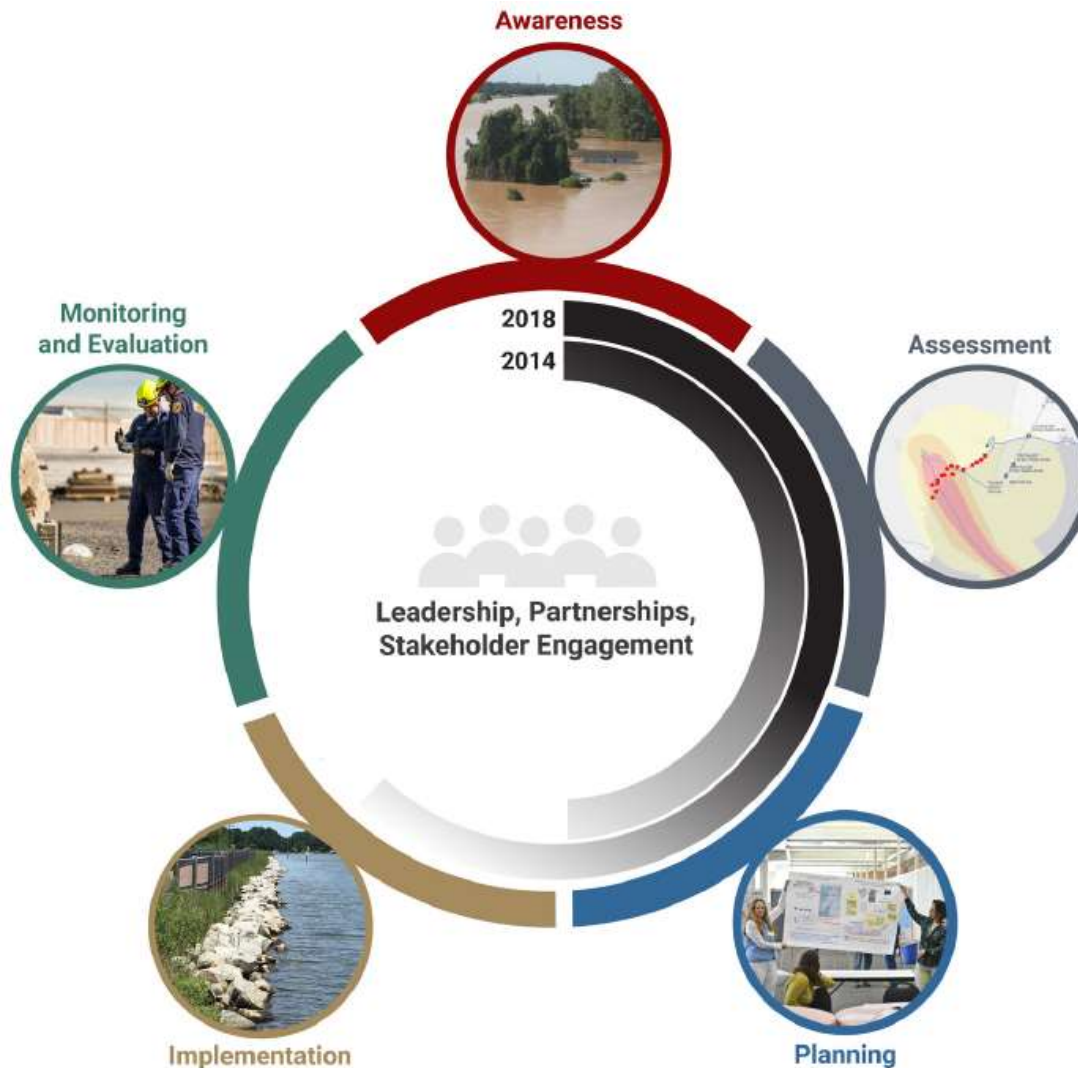 Awareness
Monitoring
and Evaluation
2018
2014
Assessment
Leadership, Partnerships,
Stakeholder Engagement
Implementation
Planning